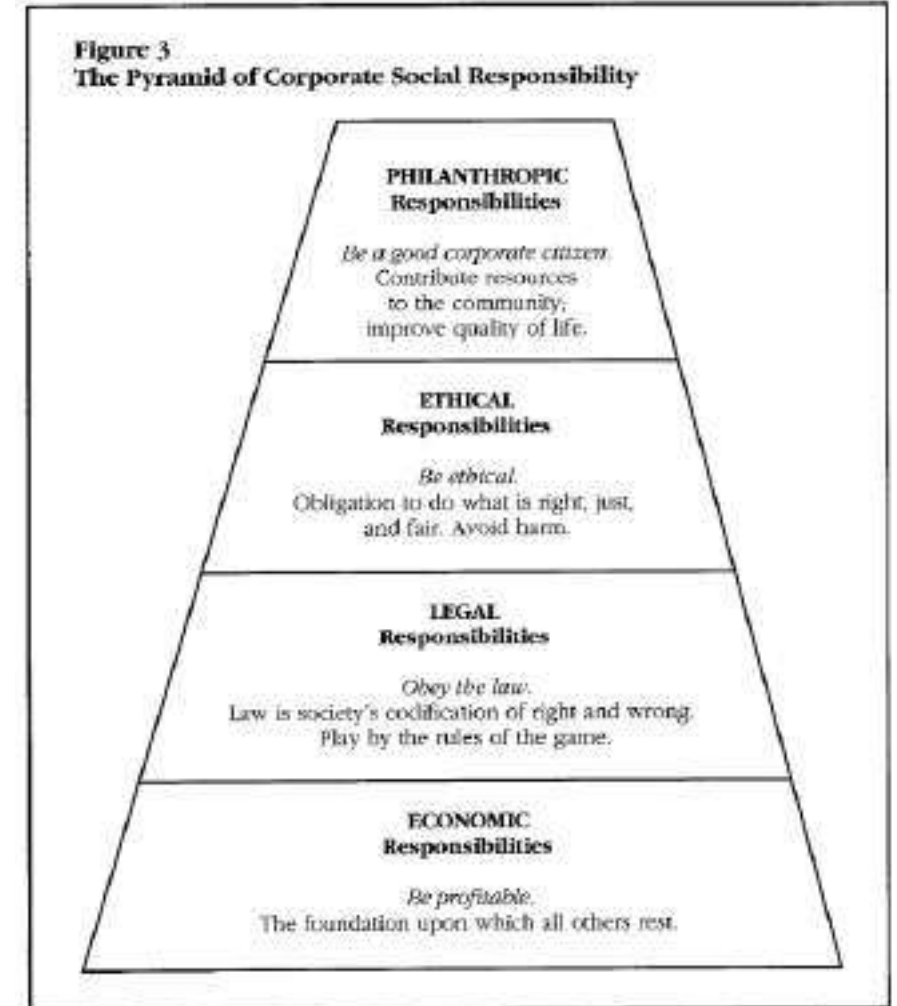 Figure 3
The Pyramid of Corporate Social Responsibility
PHILANTHROPIC
Responsibilities
Be a good corporate citizen.
Contribute resources
to the community;
improve quality of life.
ETHICAL
Responsibilities
Be ethical.
Obligation to do what is right, just,
and fair. Avoid harm.
LEGAL
Responsibilities
Obey the law.
Law is society's codification of right and wrong.
Play by the rules of the game.
ECONOMIC
Responsibilities
Be profitable.
The foundation upon which all others rest.